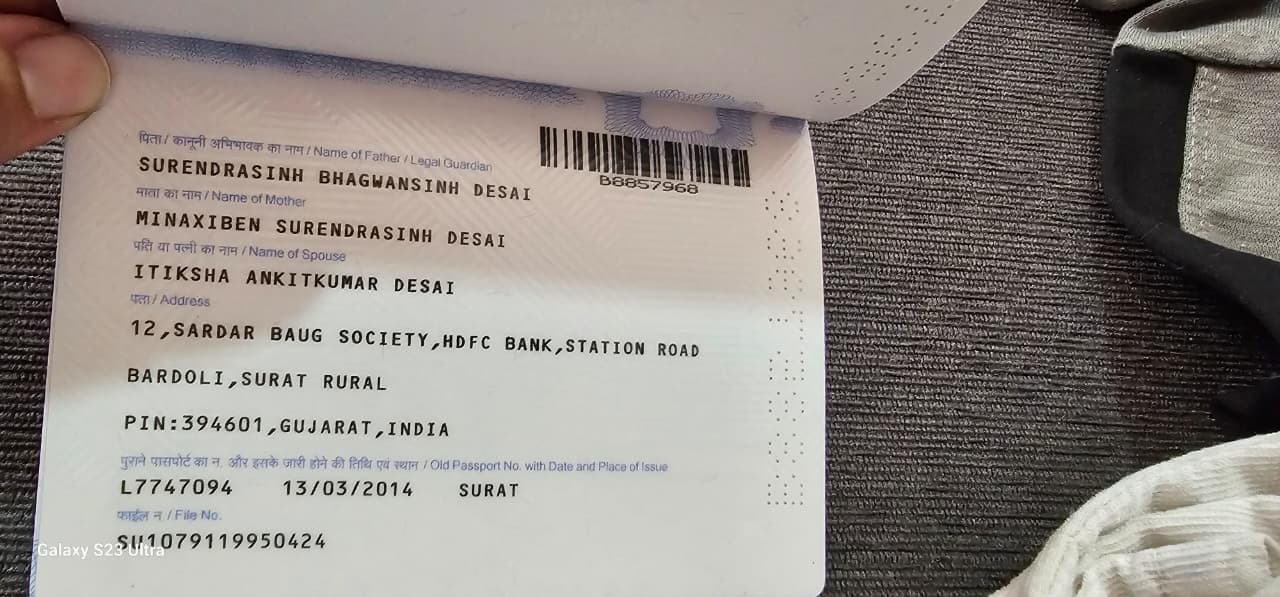 पिता / कानूनी अभिभावक का नाम / Name of Father / Legal Guardian
SURENDRASINH BHAGWANSINH DESAI
माता का नाम / Name of Mother
MINAXIBEN SURENDRASINH DESAI
पति या पत्नी का नाम / Name of Spouse
ITIKSHA ANKITKUMAR DESAI
पता / Address
12,SARDAR BAUG SOCIETY,HDFC BANK,STATION ROAD
BARDOLI,SURAT RURAL
PIN:394601,GUJARAT,INDIA
पुराने पासपोर्ट का न. और इसके जारी होने की तिथि एवं स्थान / Old Passport No. with Date and Place of Issue
L7747094 13/03/2014 SURAT
फाईल न / File No.
SU1079119950424
B8857968
Galaxy S23 Ultra